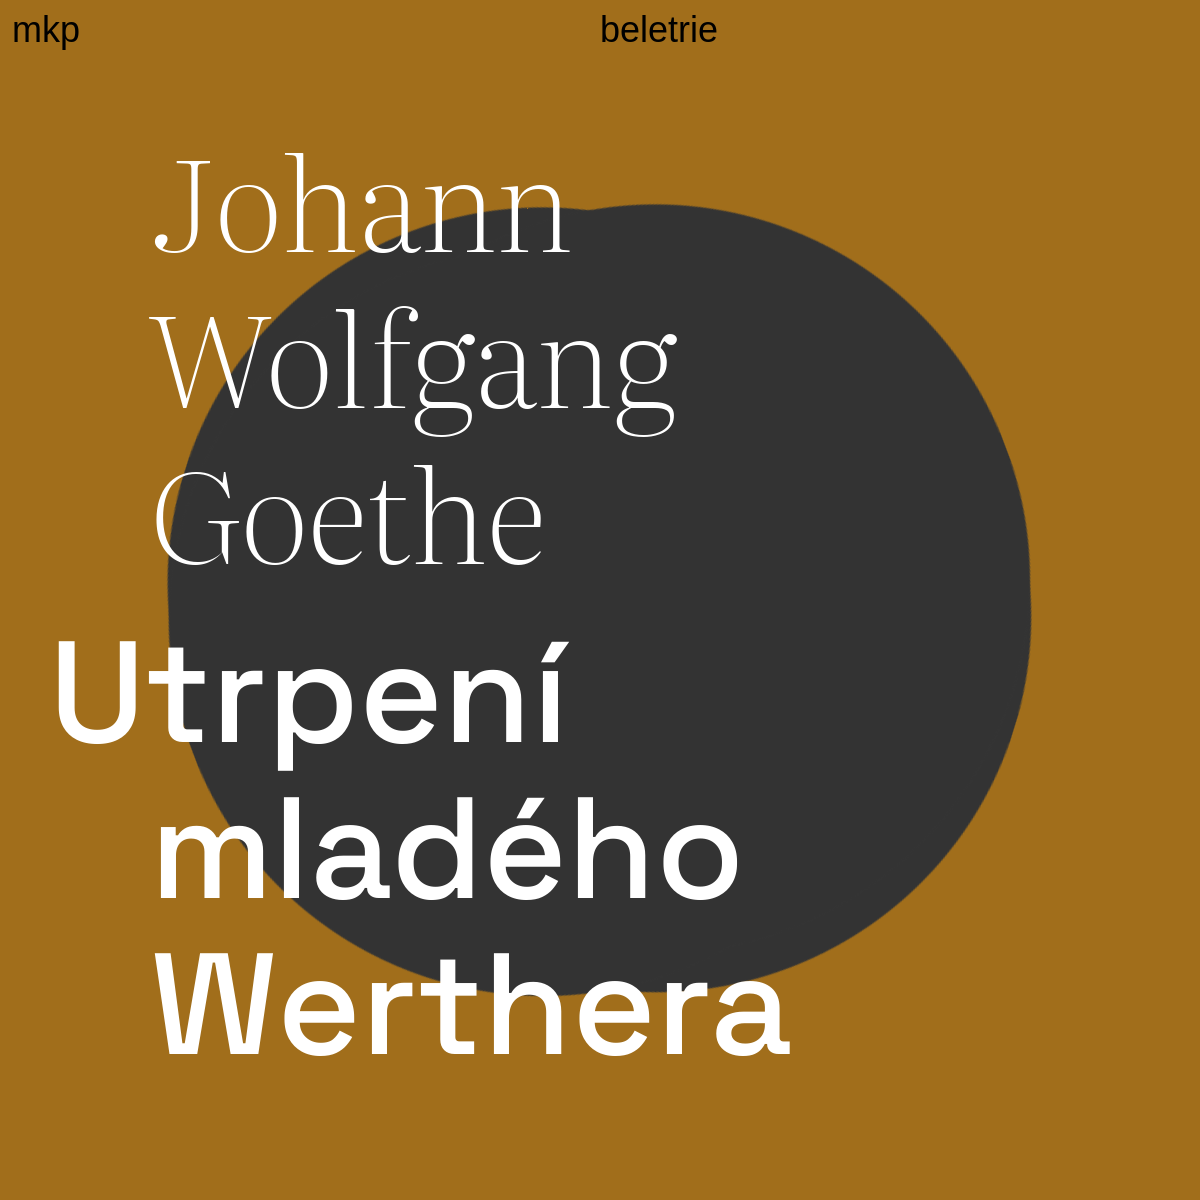 mkp
beletrie
Johann
Wolfgang
Goethe
Utrpení
mladého
Werthera